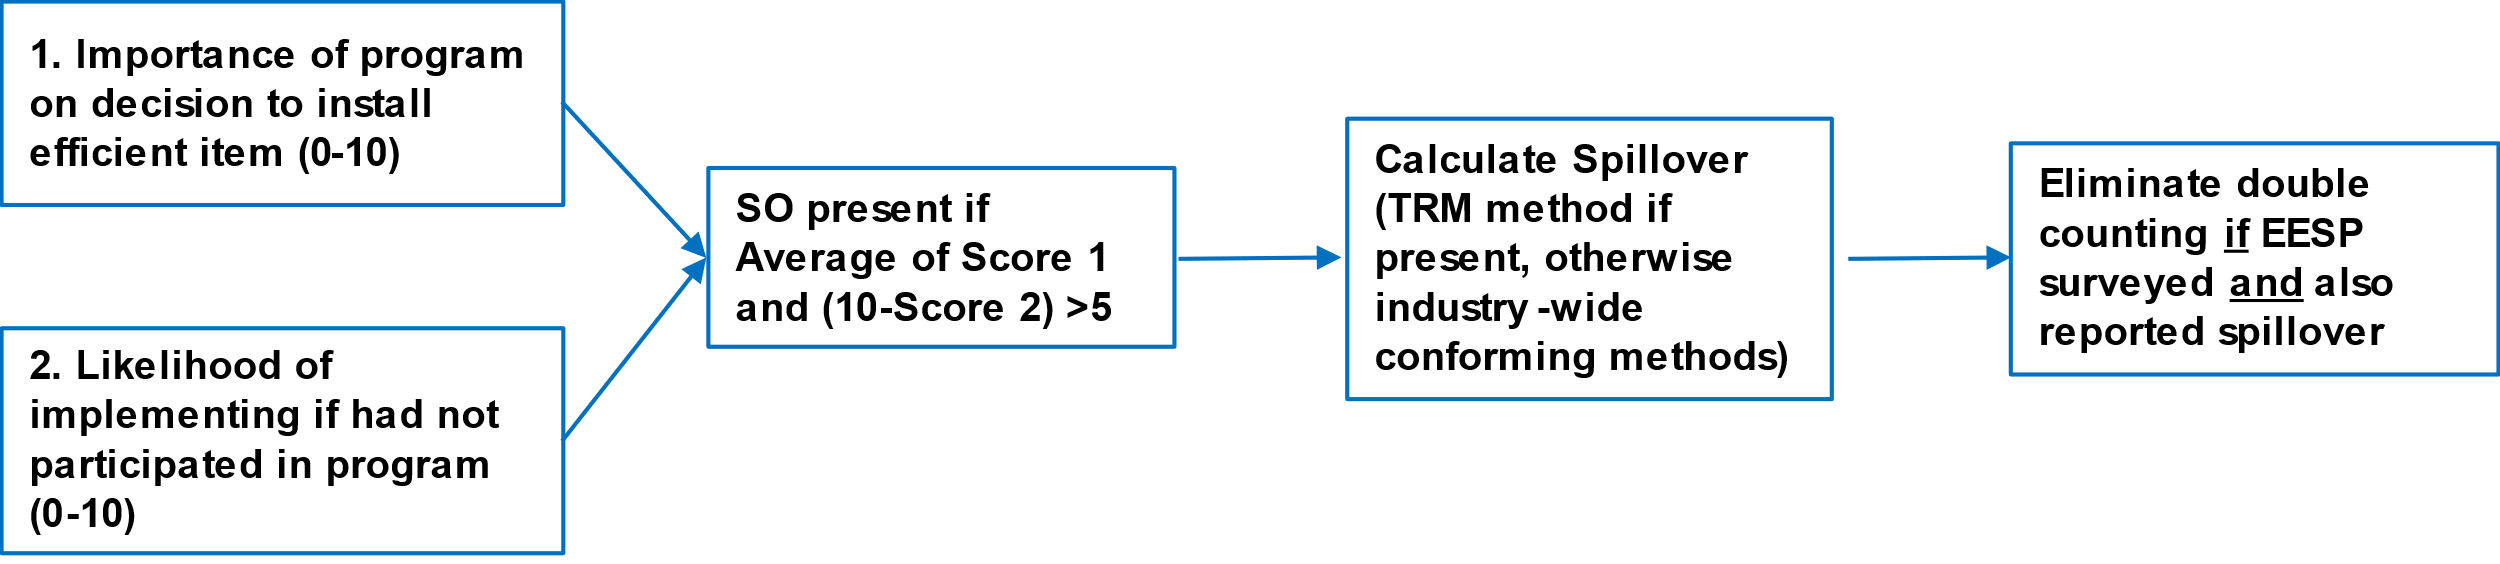 1. Importance of program
on decision to install
efficient item (0-10)
2. Likelihood of
implementing if had not
participated in program
(0-10)
SO present if
Average of Score 1
and (10-Score 2) >5
Calculate Spillover
(TRM method if
present, otherwise
industry-wide
conforming methods)
Eliminate double
counting if EESP
surveyed and also
reported spillover